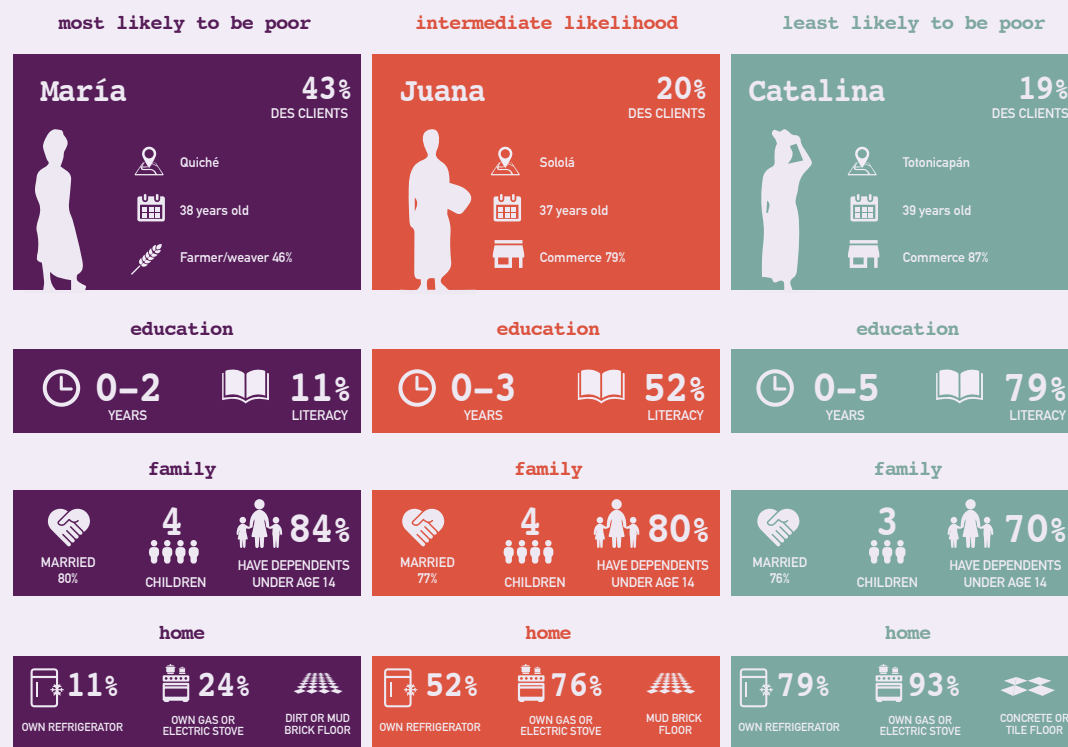 most likely to be poor
María
43%
DES CLIENTS
Quiché
38 years old
Farmer/weaver 46%
education
0–2
YEARS
11%
LITERACY
family
MARRIED
80%
4
CHILDREN
84%
HAVE DEPENDENTS
UNDER AGE 14
home
11%
OWN REFRIGERATOR
24%
OWN GAS OR
ELECTRIC STOVE
DIRT OR MUD
BRICK FLOOR
intermediate likelihood
Juana
20%
DES CLIENTS
Sololá
37 years old
Commerce 79%
education
0–3
YEARS
52%
LITERACY
family
MARRIED
77%
4
CHILDREN
80%
HAVE DEPENDENTS
UNDER AGE 14
home
52%
OWN REFRIGERATOR
76%
OWN GAS OR
ELECTRIC STOVE
MUD BRICK
FLOOR
least likely to be poor
Catalina
19%
DES CLIENTS
Totonicapán
39 years old
Commerce 87%
education
0–5
YEARS
79%
LITERACY
family
MARRIED
76%
3
CHILDREN
70%
HAVE DEPENDENTS
UNDER AGE 14
home
79%
OWN REFRIGERATOR
93%
OWN GAS OR
ELECTRIC STOVE
CONCRETE OR
TILE FLOOR